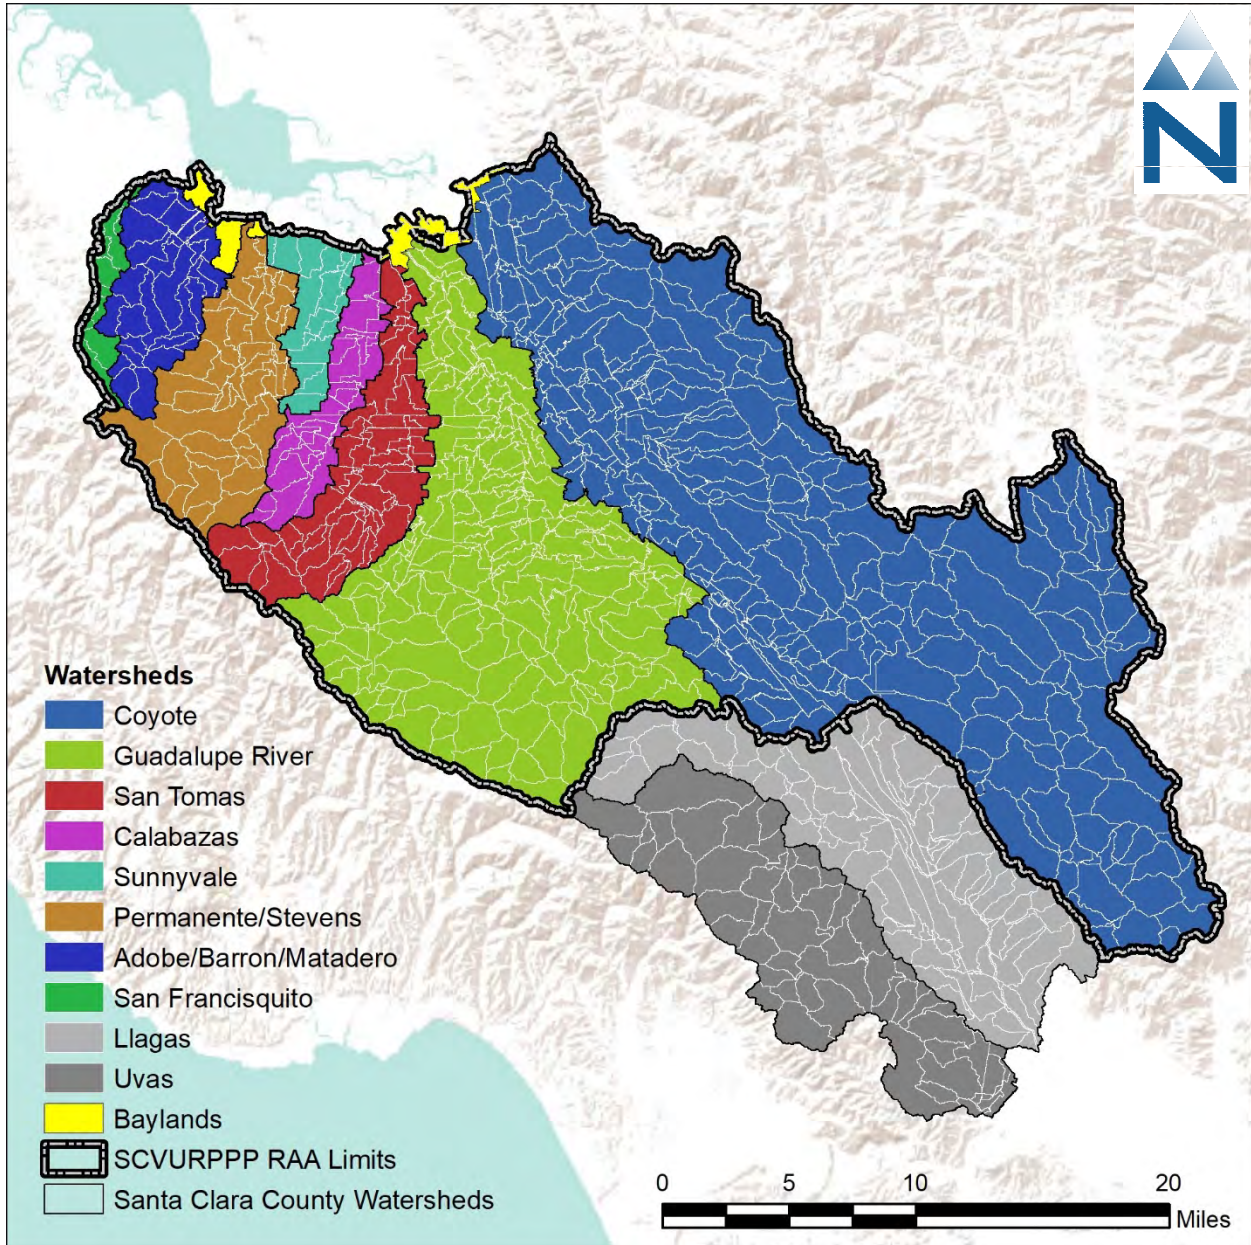 N
Watersheds
Coyote
Guadalupe River
San Tomas
Calabazas
Sunnyvale
Permanente/Stevens
Adobe/Barron/Matadero
San Francisquito
Llagas
Uvas
Baylands
SCVURPPP RAA Limits
Santa Clara County Watersheds
0 5 10 20
Miles